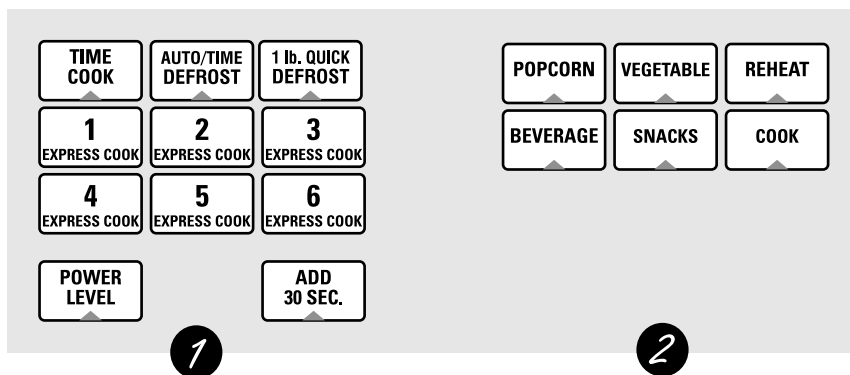 TIME
COOK
AUTO/TIME
DEFROST
1 lb. QUICK
DEFROST
1
EXPRESS COOK
2
EXPRESS COOK
3
EXPRESS COOK
4
EXPRESS COOK
5
EXPRESS COOK
6
EXPRESS COOK
POWER
LEVEL
ADD
30 SEC.
1
POPCORN
VEGETABLE
REHEAT
BEVERAGE
SNACKS
COOK
2